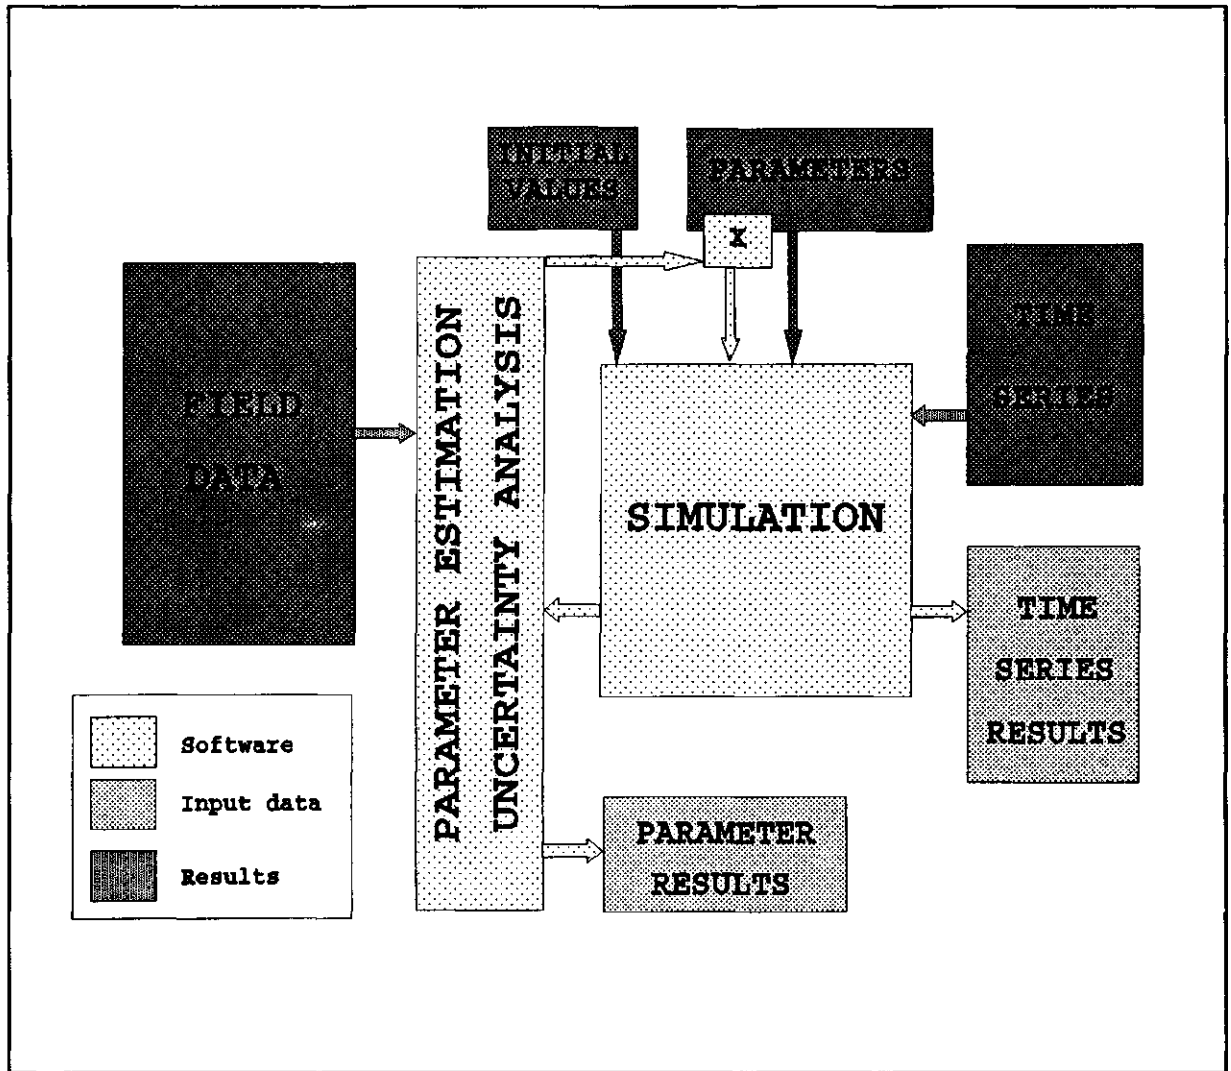 INITIAL
VALUES
PARAMETERS
X
FIELD
DATA
PARAMETER ESTIMATION
UNCERTAINTY ANALYSIS
TIME
SERIES
SIMULATION
TIME
SERIES
RESULTS
PARAMETER
RESULTS
Software
Input data
Results